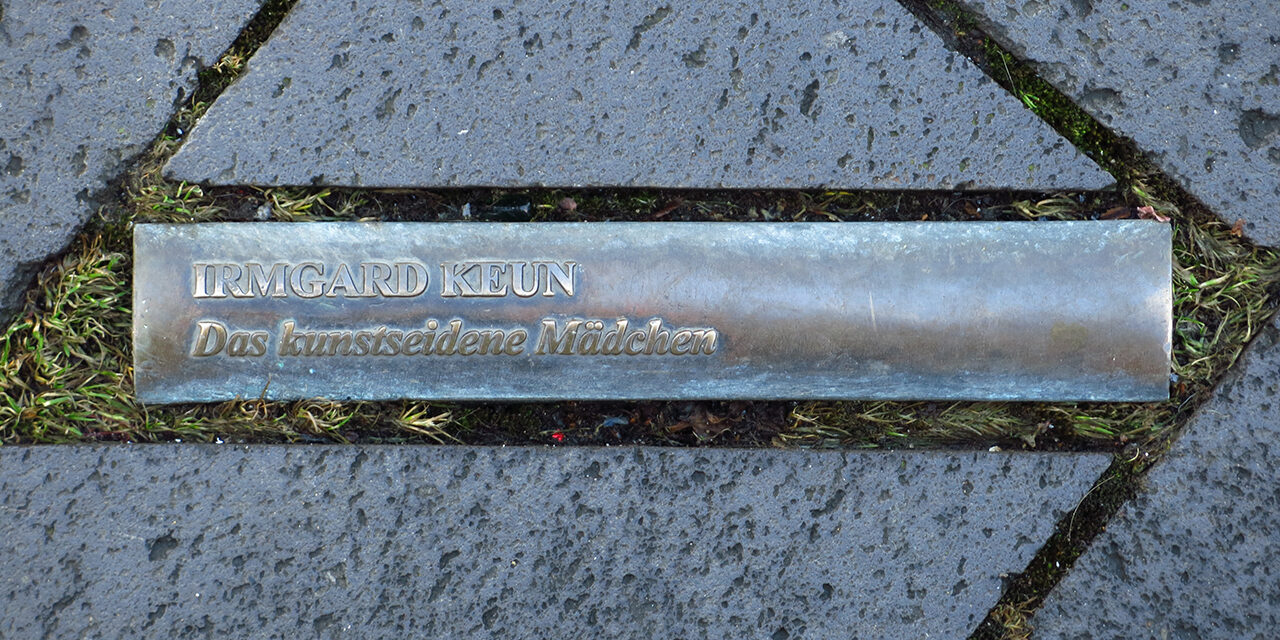 IRMGARD KEUN
Das kunstseidene Mädchen